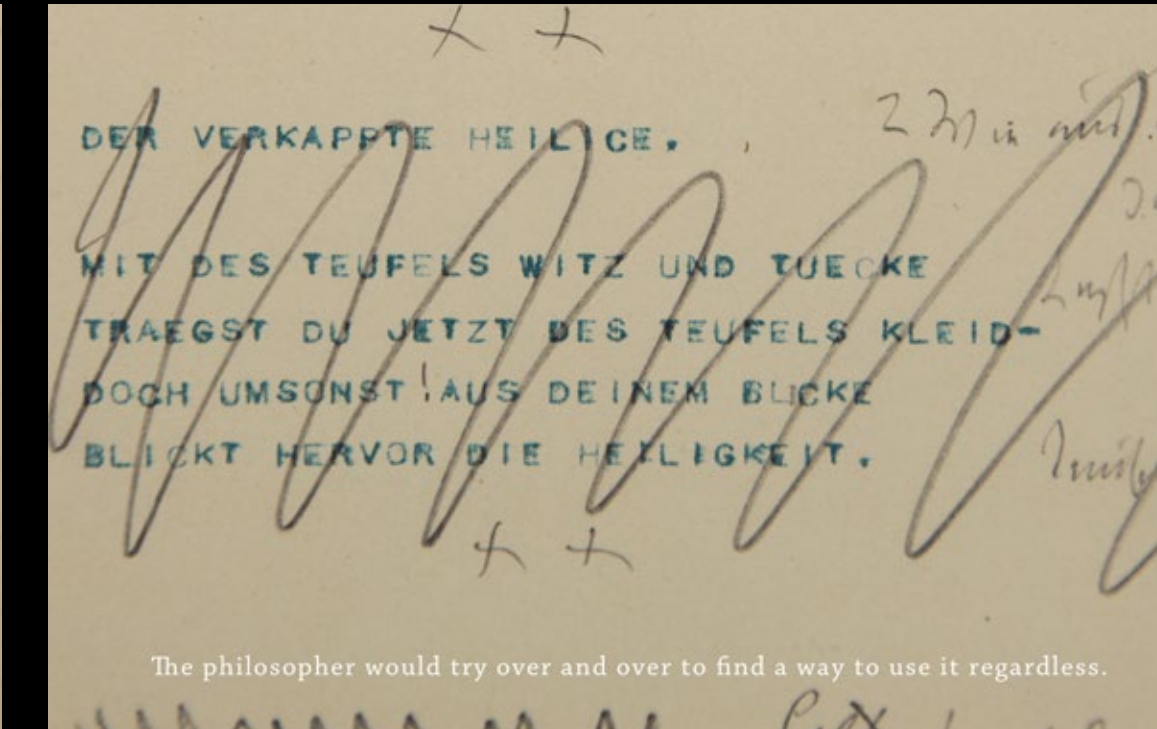 DER VERKAPPTE HEILICE.
MIT DES TEUFELS WITZ UND TUECKE
TRAEGST DU JETZT DES TEUFELS KLEID-
DOCH UMSONST! AUS DEINEM BLICKE
BLICKT HERVOR DIE HEILIGKEIT.
The philosopher would try over and over to find a way to use it regardless.